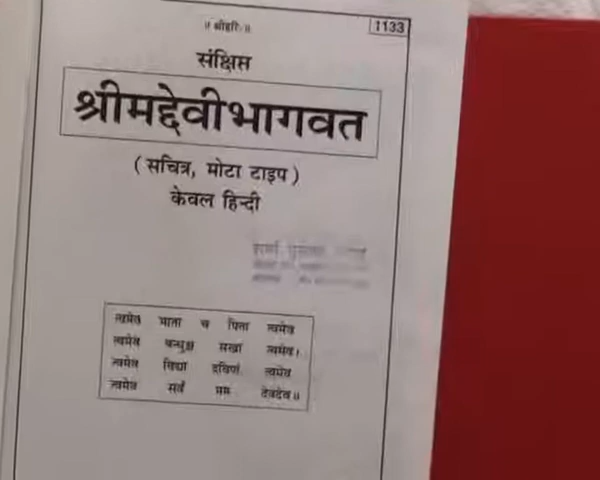 ॥ श्रीहरिः ॥
1133
संक्षिप्त
श्रीमद्देवीभागवत
(सचित्र, मोटा टाइप)
केवल हिन्दी
त्वमेव माता च पिता त्वमेव
त्वमेव बन्धुश्च सखा त्वमेव।
त्वमेव विद्या द्रविणं त्वमेव
त्वमेव सर्वं मम देवदेव॥